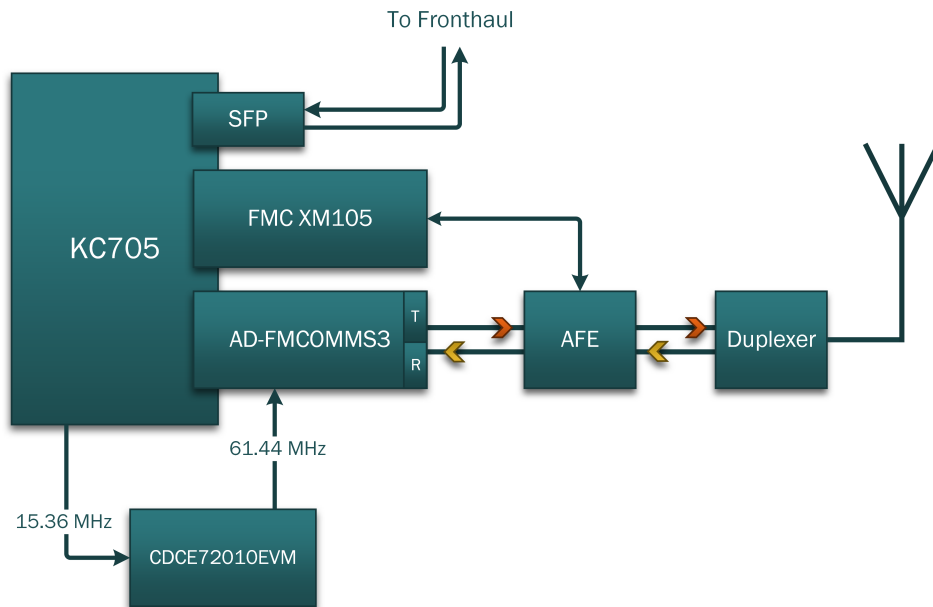 To Fronthaul
SFP
FMC XM105
KC705
AD-FMCOMMS3
T
R
AFE
Duplexer
61.44 MHz
15.36 MHz
CDCE72010EVM